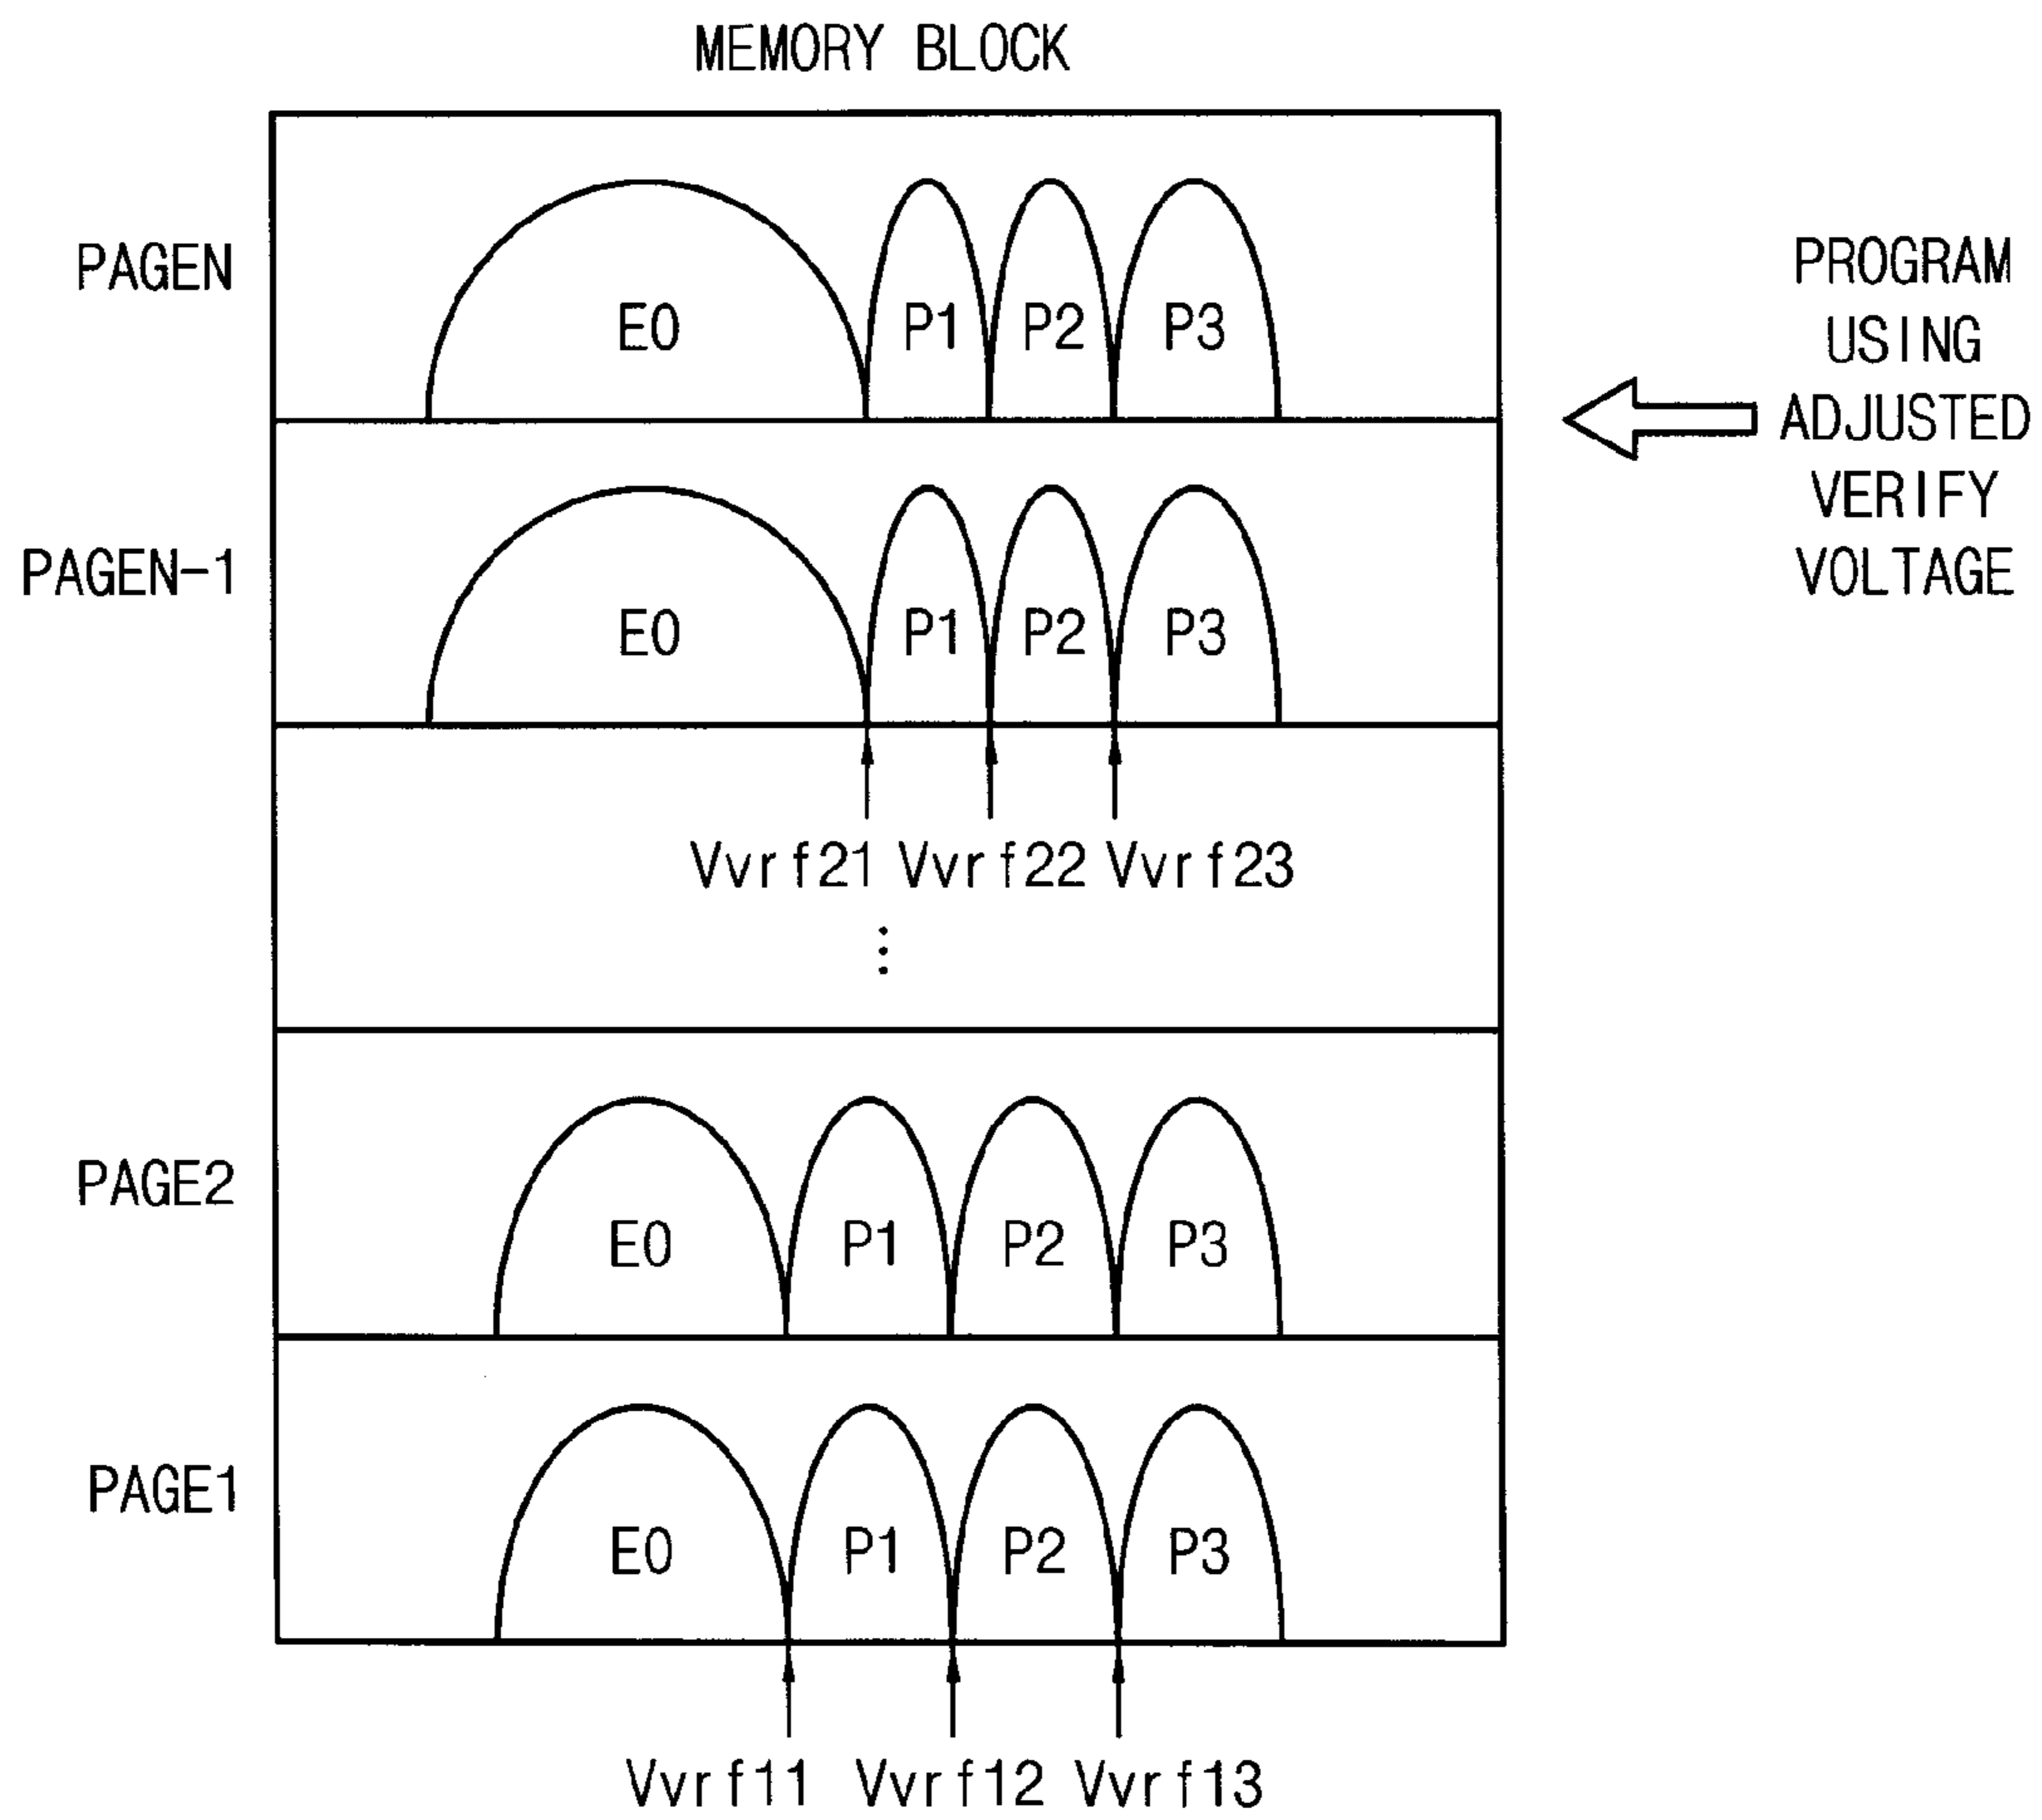 MEMORY BLOCK
PAGEN
E0 P1 P2 P3
PROGRAM
USING
ADJUSTED
VERIFY
VOLTAGE
PAGEN-1
E0 P1 P2 P3
Vvrf21 Vvrf22 Vvrf23
⋮
PAGE2
E0 P1 P2 P3
PAGE1
E0 P1 P2 P3
Vvrf11 Vvrf12 Vvrf13